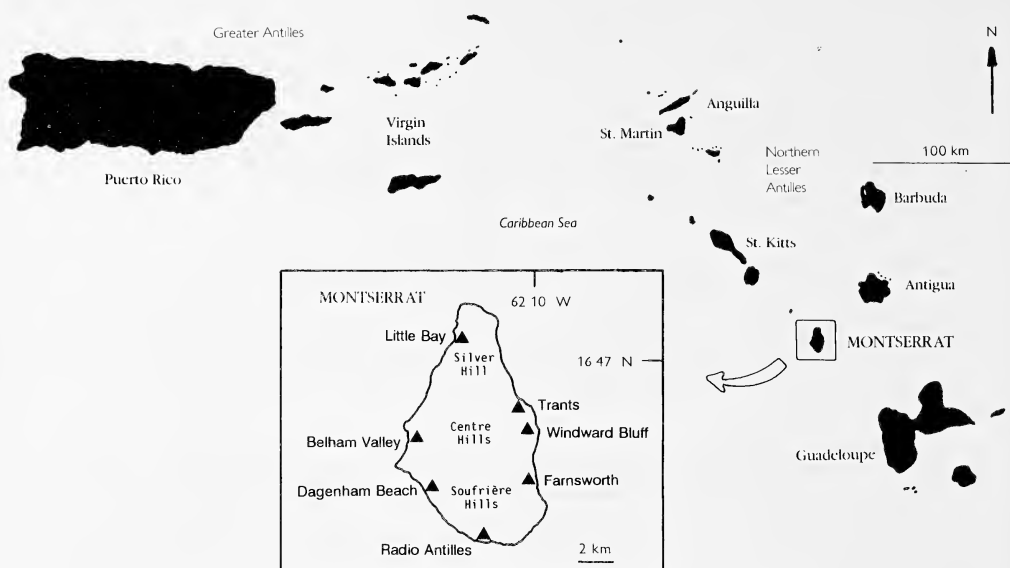 Greater Antilles
N
Anguilla
St. Martin
Virgin
Islands
Northern
Lesser
Antilles
100 km
Puerto Rico
Barbuda
Caribbean Sea
St. Kitts
Antigua
MONTSERRAT
62 10 W
Little Bay
Silver
Hill
16 47 N
MONTSERRAT
Trants
Centre
Hills
Windward Bluff
Belham Valley
Guadeloupe
Farnsworth
Dagenham Beach
Soufrière
Hills
Radio Antilles
2 km